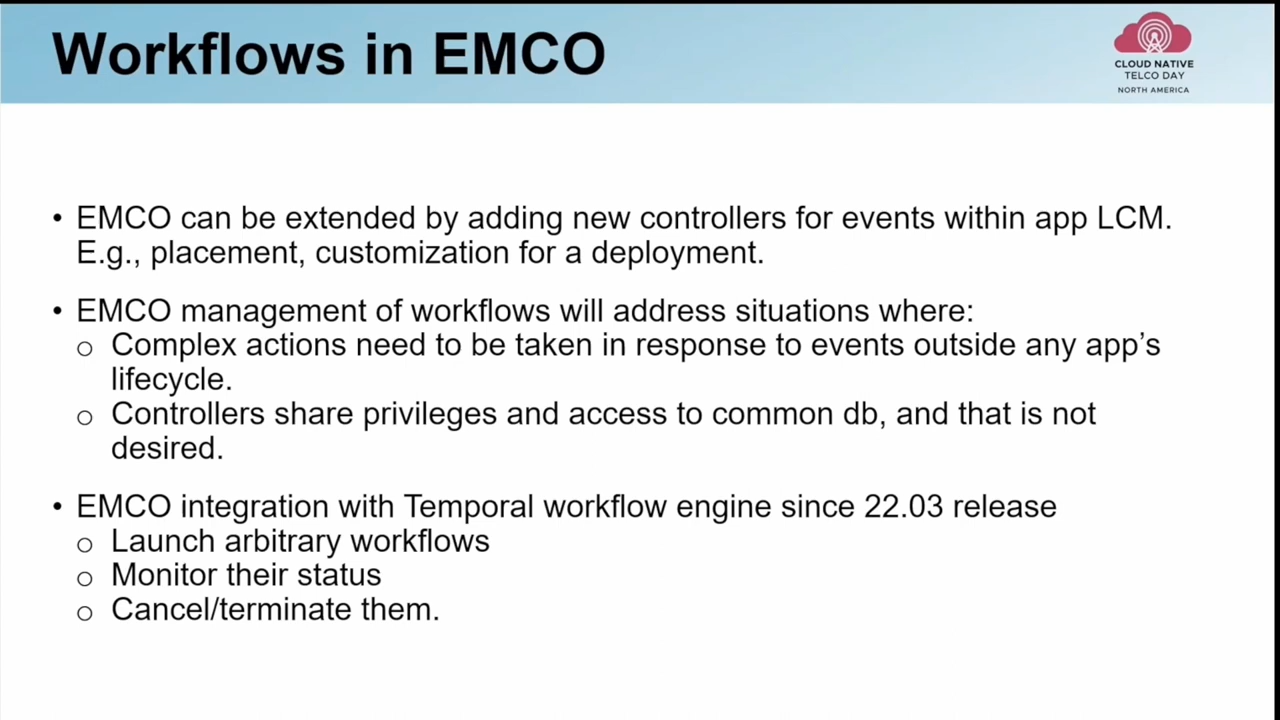 Workflows in EMCO
CLOUD NATIVE
TELCO DAY
NORTH AMERICA
• EMCO can be extended by adding new controllers for events within app LCM.
E.g., placement, customization for a deployment.
• EMCO management of workflows will address situations where:
o Complex actions need to be taken in response to events outside any app's
lifecycle.
o Controllers share privileges and access to common db, and that is not
desired.
• EMCO integration with Temporal workflow engine since 22.03 release
o Launch arbitrary workflows
o Monitor their status
o Cancel/terminate them.